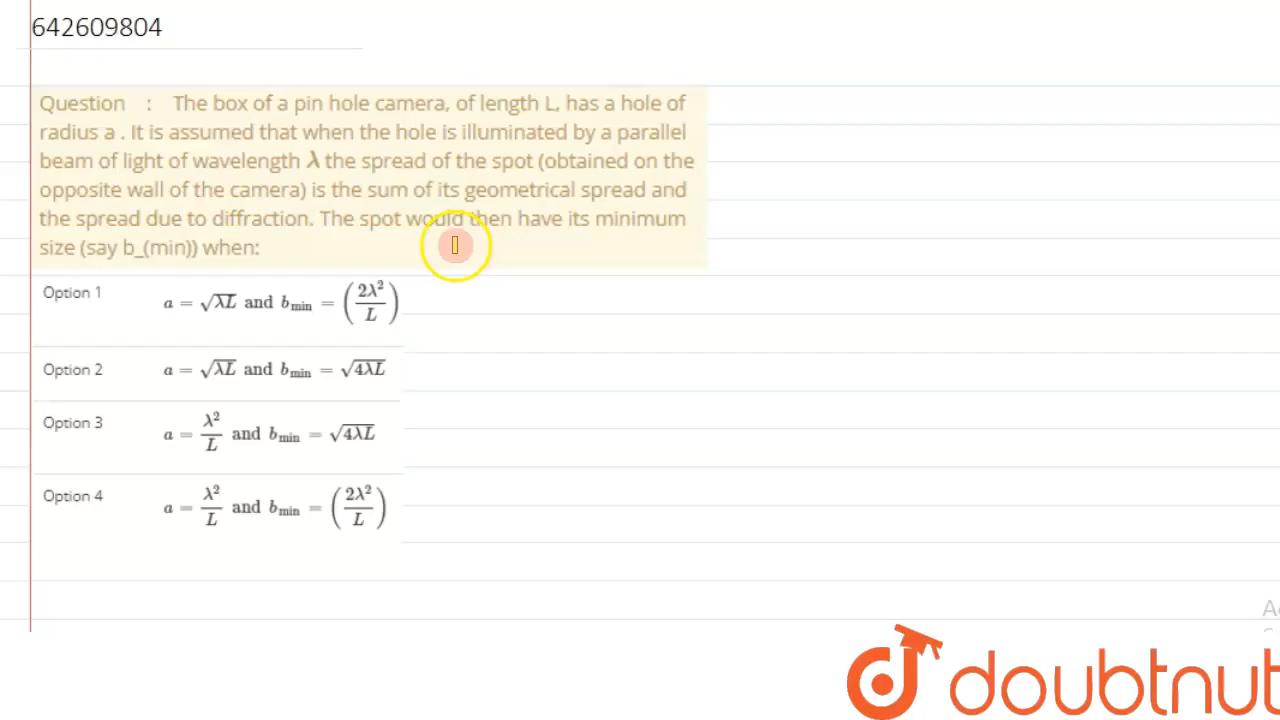 642609804
Question : The box of a pin hole camera, of length L, has a hole of
radius a . It is assumed that when the hole is illuminated by a parallel
beam of light of wavelength λ the spread of the spot (obtained on the
opposite wall of the camera) is the sum of its geometrical spread and
the spread due to diffraction. The spot would then have its minimum
size (say b_(min)) when:
Option 1 a = √λL and b_min = (2λ²/L)
Option 2 a = √λL and b_min = √4λL
Option 3 a = λ²/L and b_min = √4λL
Option 4 a = λ²/L and b_min = (2λ²/L)
doubtnut